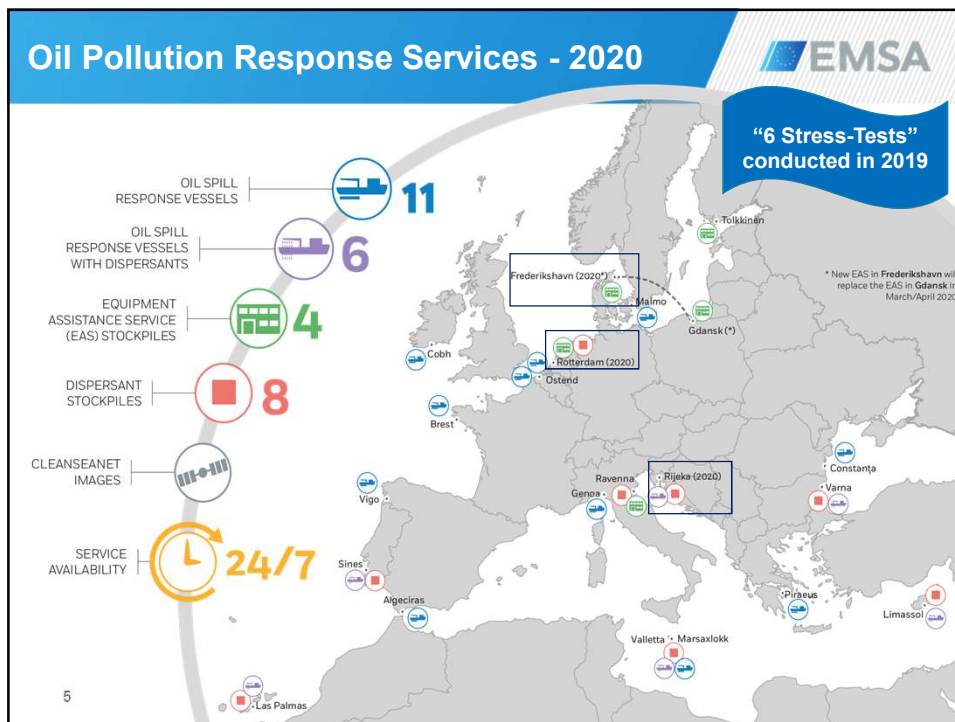 Oil Pollution Response Services - 2020
EMSA
“6 Stress-Tests”
conducted in 2019
OIL SPILL
RESPONSE VESSELS
11
OIL SPILL
RESPONSE VESSELS
WITH DISPERSANTS
6
EQUIPMENT
ASSISTANCE SERVICE
(EAS) STOCKPILES
4
DISPERSANT
STOCKPILES
8
CLEANSEANET
IMAGES
SERVICE
AVAILABILITY
24/7
Tolkkinen
Frederikshavn (2020*)
* New EAS in Frederikshavn will
replace the EAS in Gdansk in
March/April 2020
Malmo
Gdansk (*)
Cobh
Rotterdam (2020)
Ostend
Brest
Constanţa
Ravenna
Rijeka (2020)
Varna
Genoa
Vigo
Sines
Algeciras
Piraeus
Limassol
Valletta
Marsaxlokk
Las Palmas
5